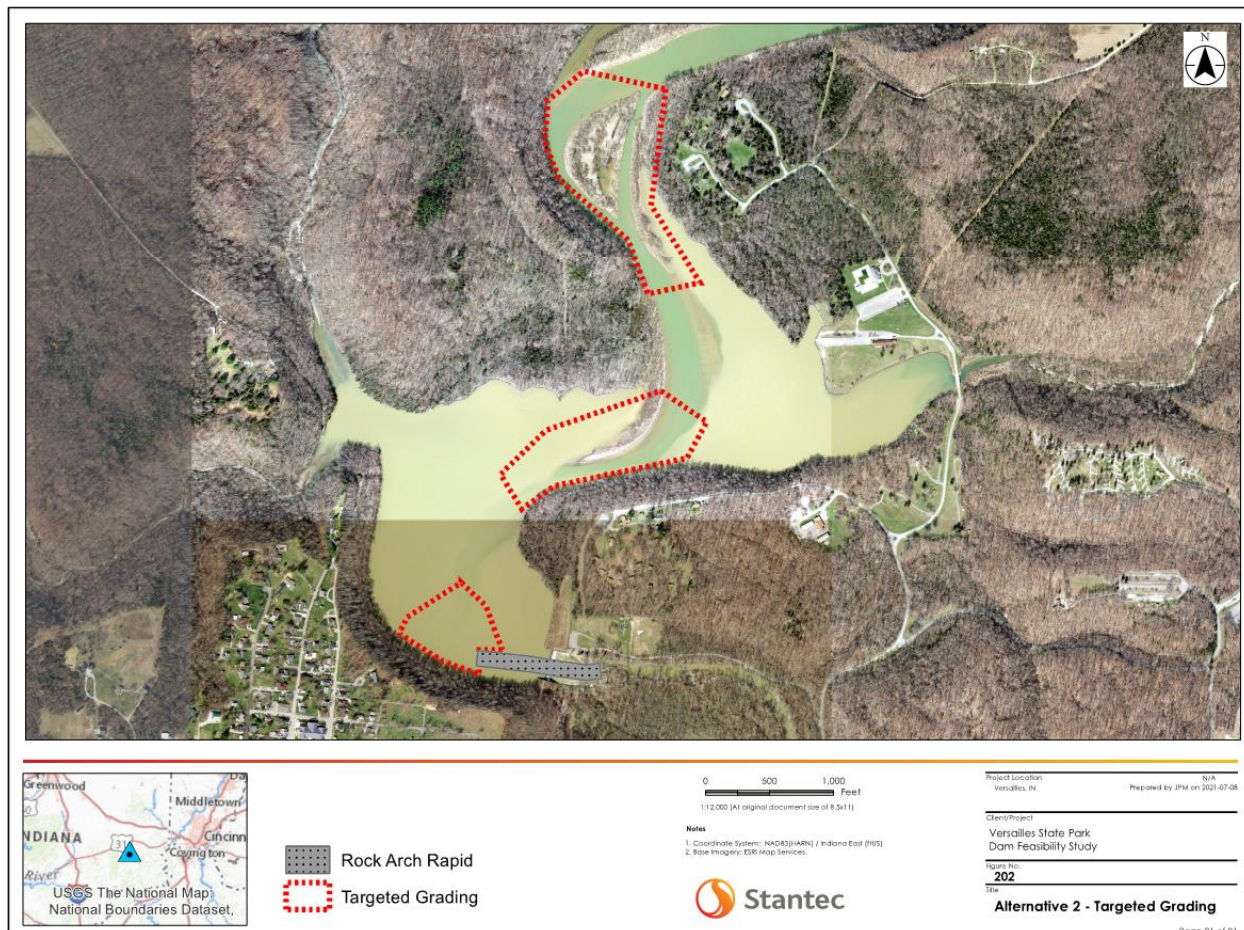 N
Greenwood
Middletown
INDIANA
Cincinn
Covington
River
USGS The National Map:
National Boundaries Dataset,
Rock Arch Rapid
Targeted Grading
0 500 1,000
Feet
1:12,000 (At original document size of 8.5x11)
Notes
1. Coordinate System: NAD83(HARN) / Indiana East (ftUS)
2. Base Imagery: ESRI Map Services.
Stantec
Project Location N/A
Versailles, IN Prepared by JPM on 2021-07-08
Client/Project
Versailles State Park
Dam Feasibility Study
Figure No.
202
Title
Alternative 2 - Targeted Grading
Page 01 of 01